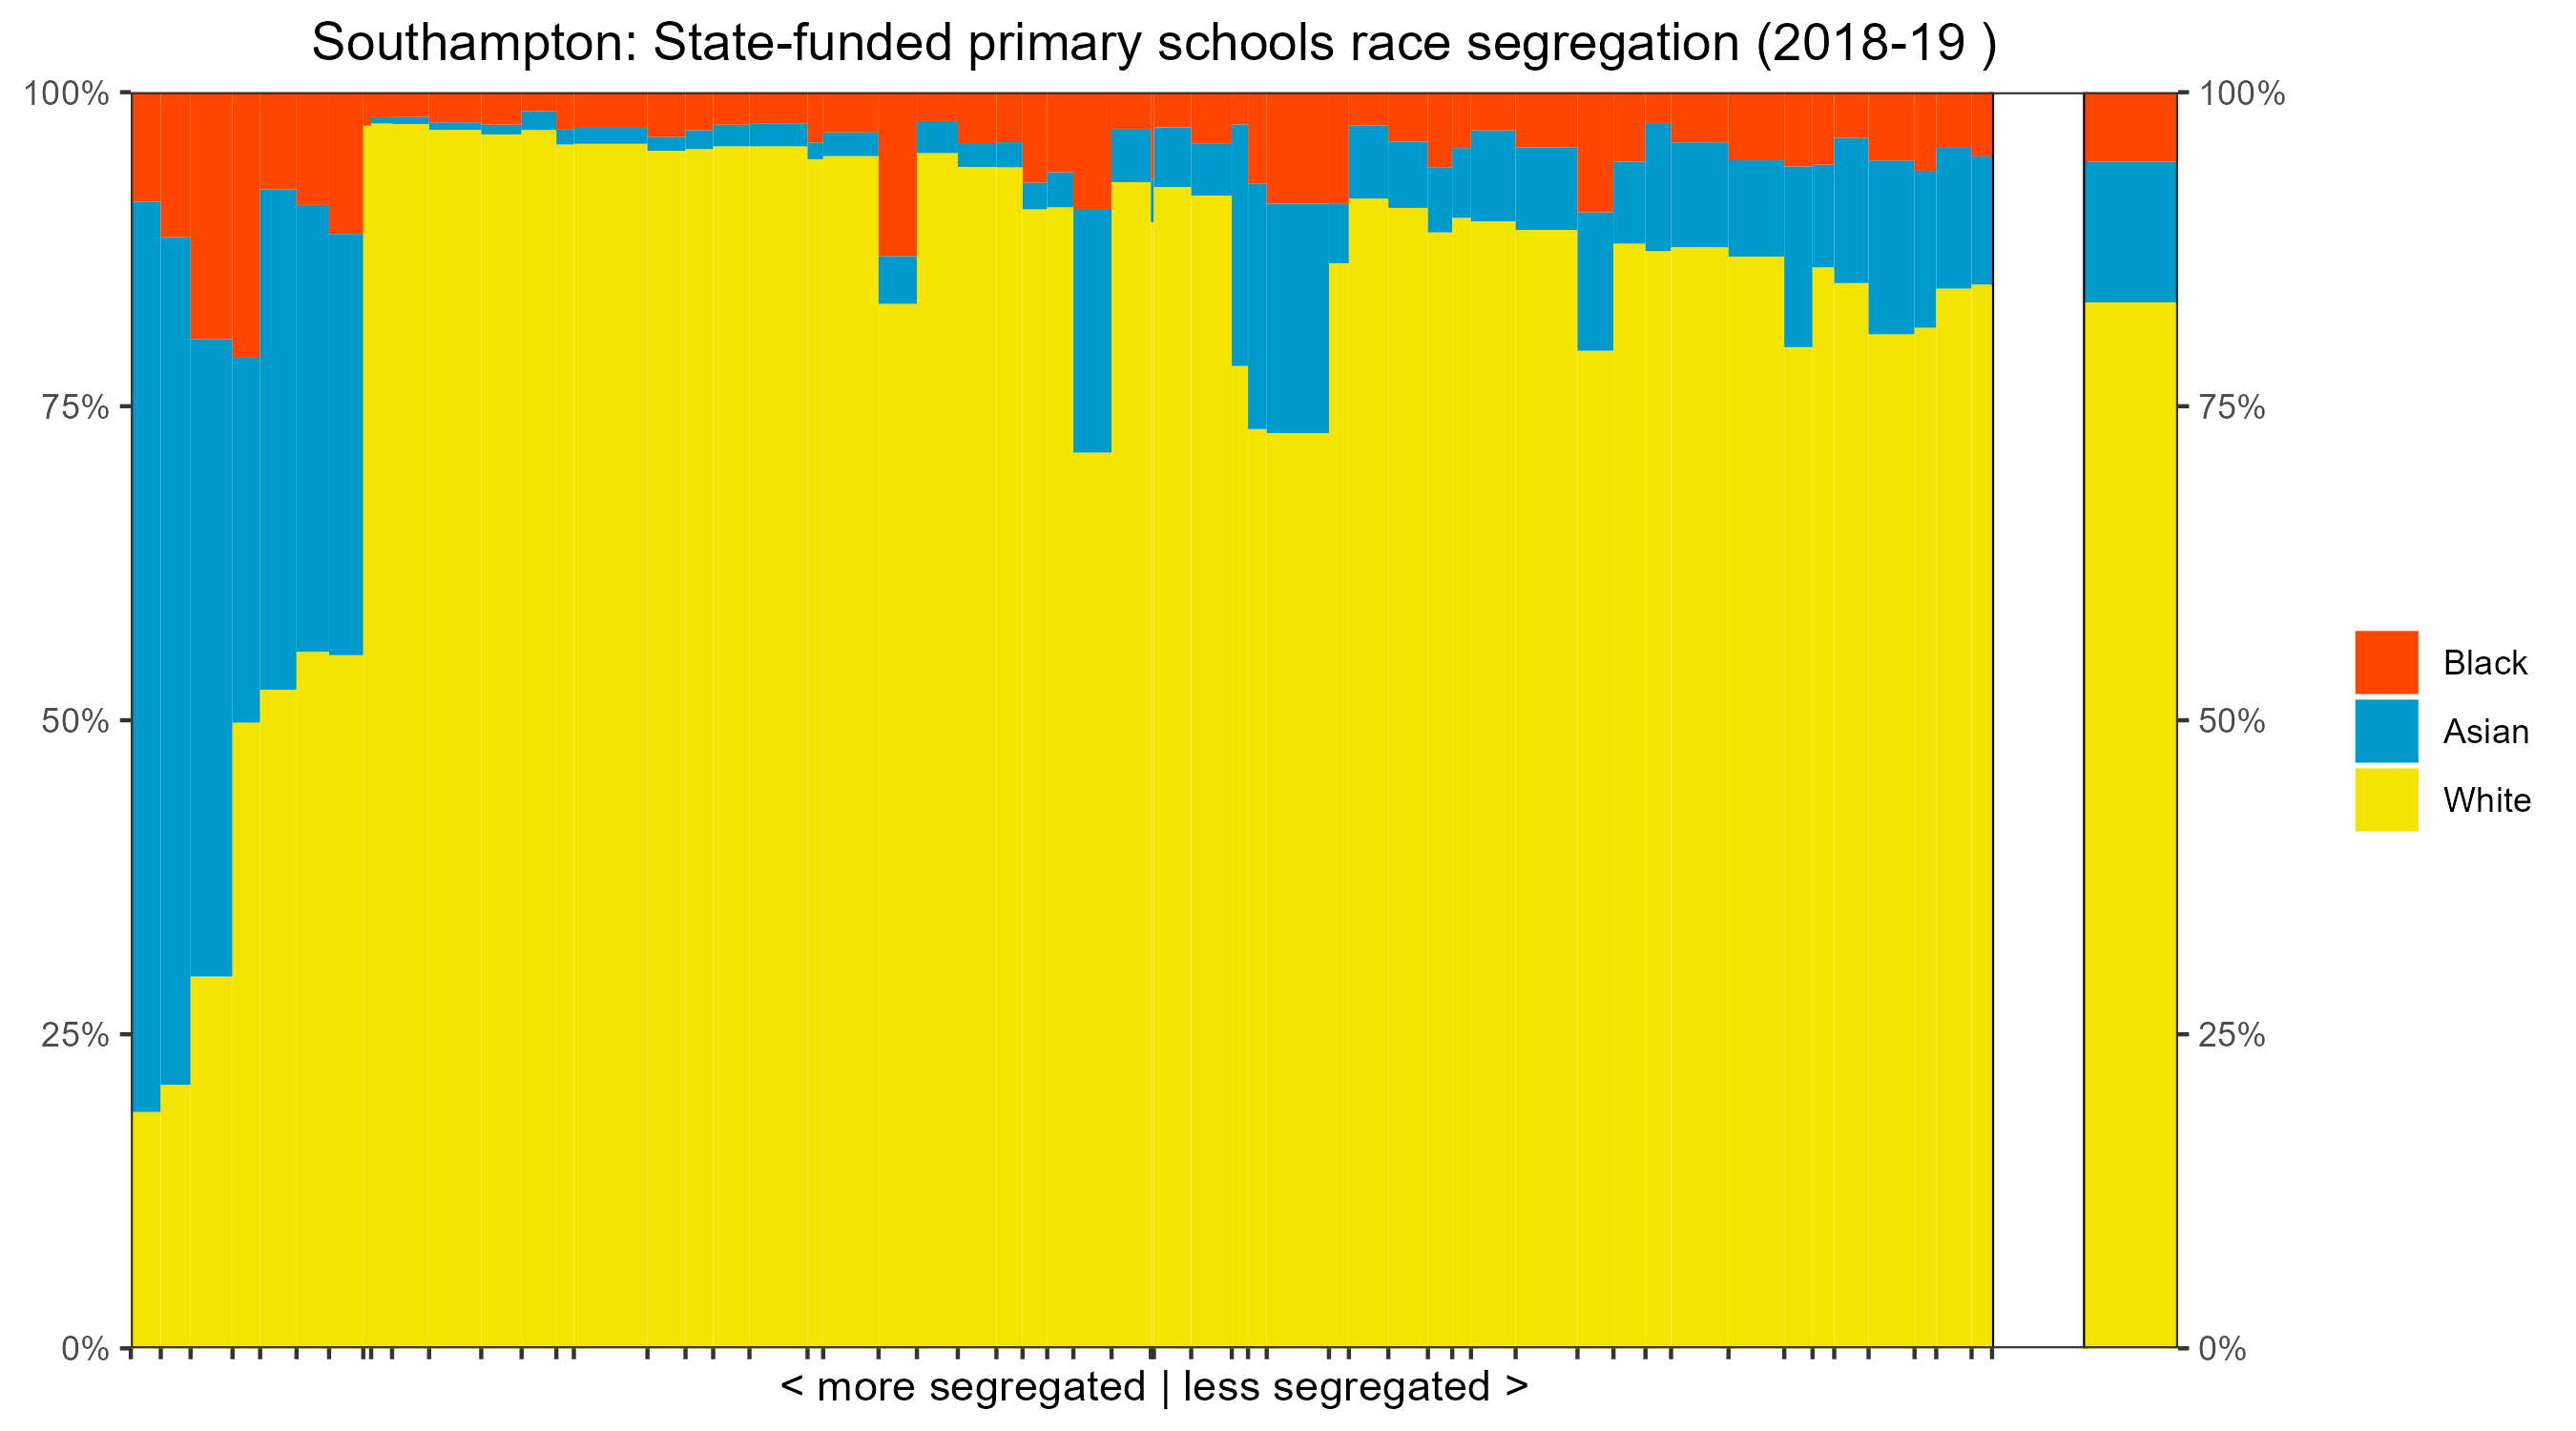 Southampton: State-funded primary schools race segregation (2018-19 )
100%
75%
50%
25%
0%
100%
75%
50%
25%
0%
Black
Asian
White
< more segregated | less segregated >